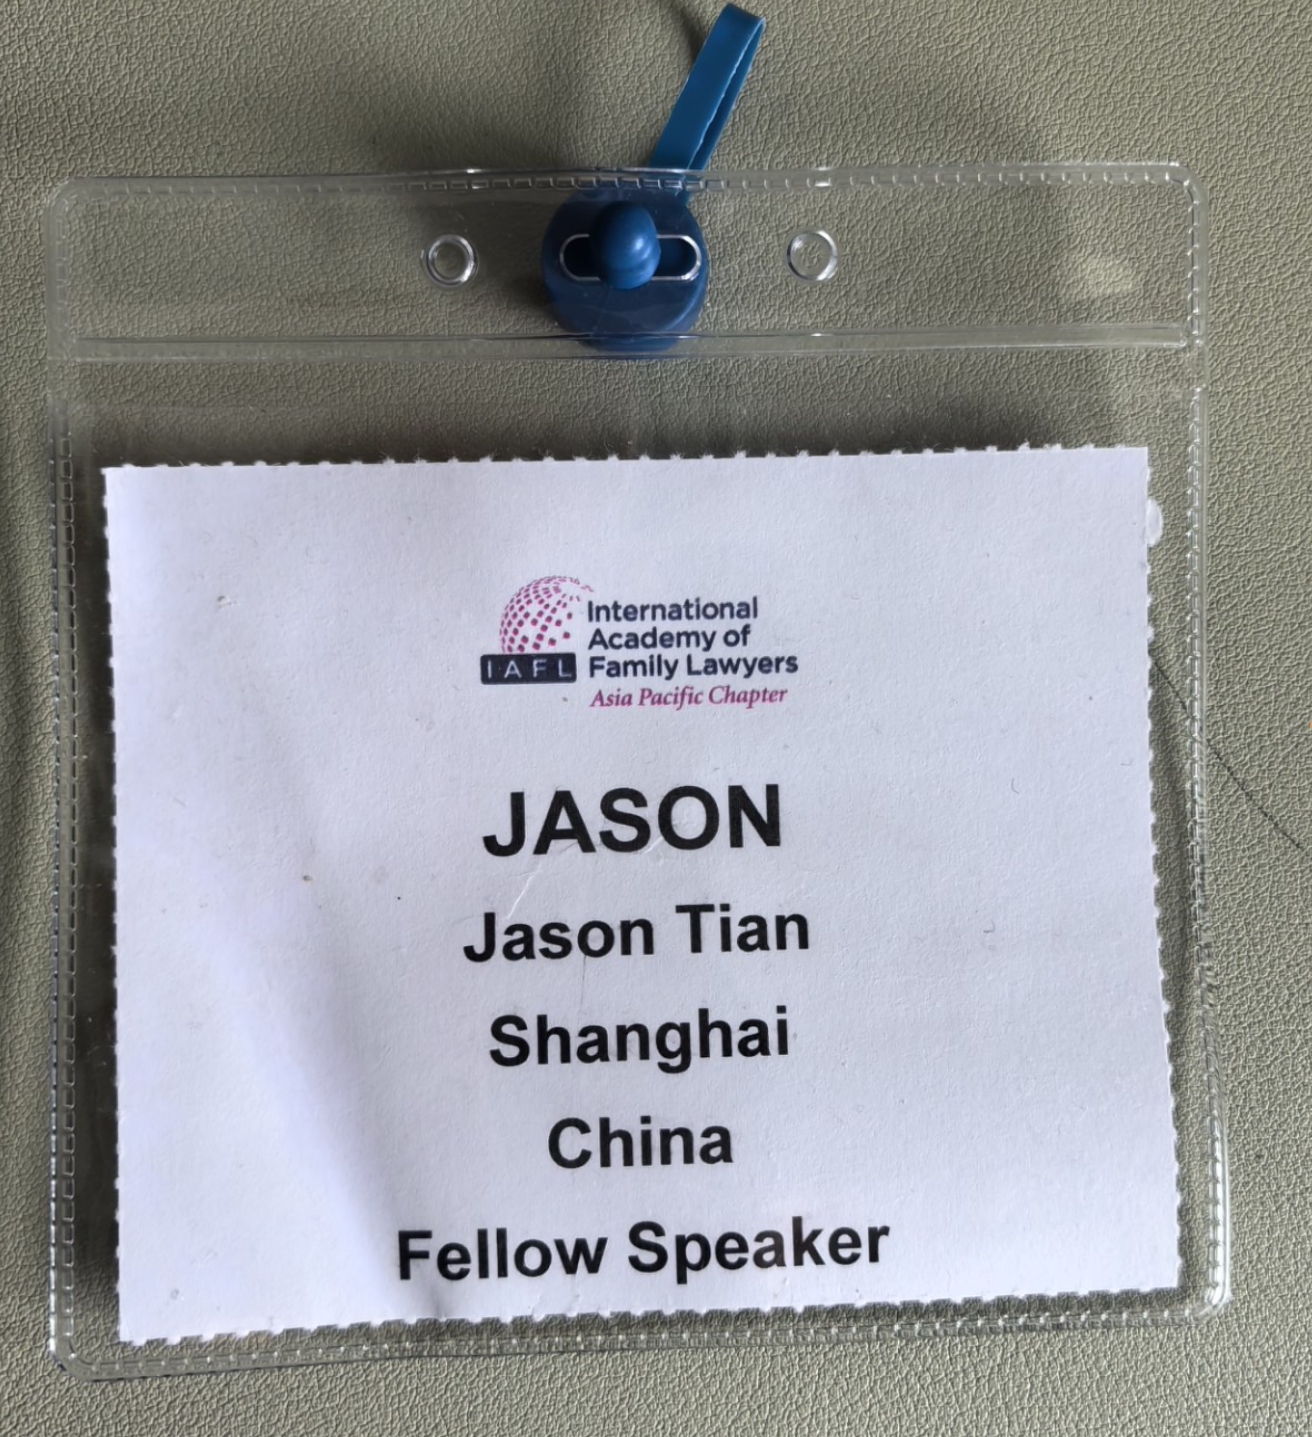 International
Academy of
IAFL Family Lawyers
Asia Pacific Chapter
JASON
Jason Tian
Shanghai
China
Fellow Speaker